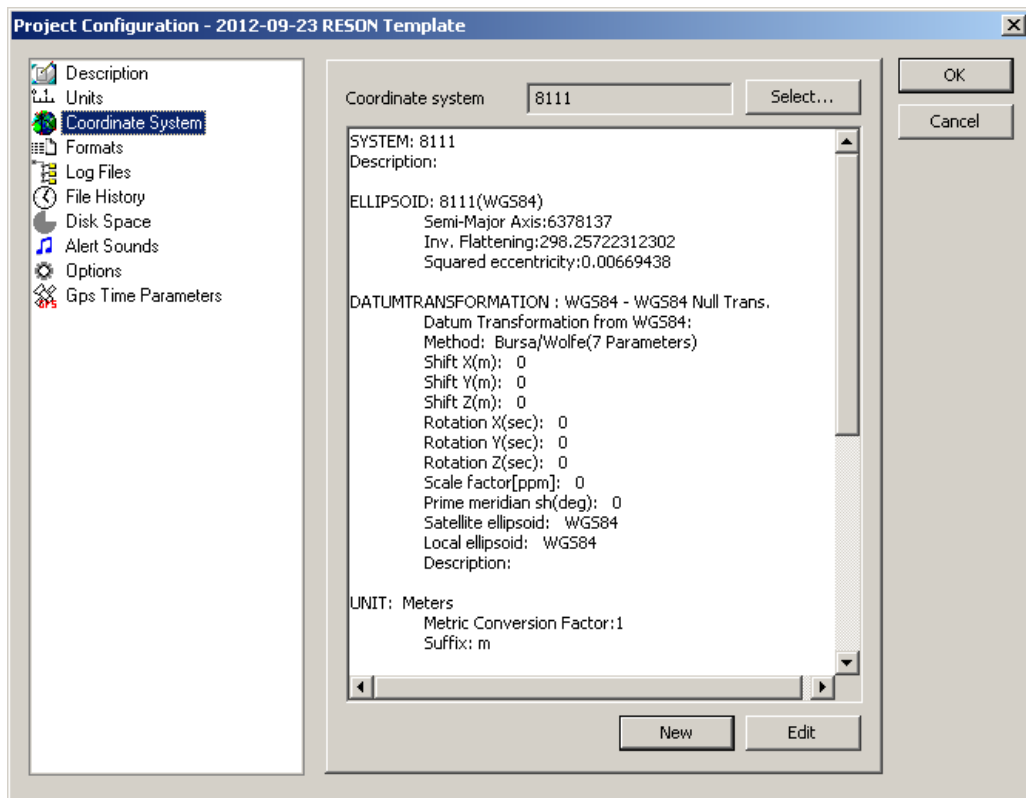 Project Configuration - 2012-09-23 RESON Template
Description
Units
Coordinate System
Formats
Log Files
File History
Disk Space
Alert Sounds
Options
GPS
Gps Time Parameters
Coordinate system 8111 Select...
SYSTEM: 8111
Description:
ELLIPSOID: 8111(WGS84)
Semi-Major Axis:6378137
Inv. Flattening:298.25722312302
Squared eccentricity:0.00669438
DATUMTRANSFORMATION : WGS84 - WGS84 Null Trans.
Datum Transformation from WGS84:
Method: Bursa/Wolfe(7 Parameters)
Shift X(m): 0
Shift Y(m): 0
Shift Z(m): 0
Rotation X(sec): 0
Rotation Y(sec): 0
Rotation Z(sec): 0
Scale factor[ppm]: 0
Prime meridian sh(deg): 0
Satellite ellipsoid: WGS84
Local ellipsoid: WGS84
Description:
UNIT: Meters
Metric Conversion Factor:1
Suffix: m
New Edit
OK
Cancel